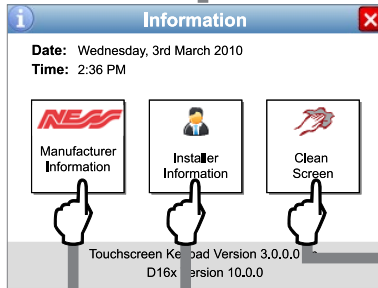 Information
Date: Wednesday, 3rd March 2010
Time: 2:36 PM
NESS
Manufacturer Information
Installer Information
Clean Screen
Touchscreen Keypad Version 3.0.0.0
D16x Version 10.0.0